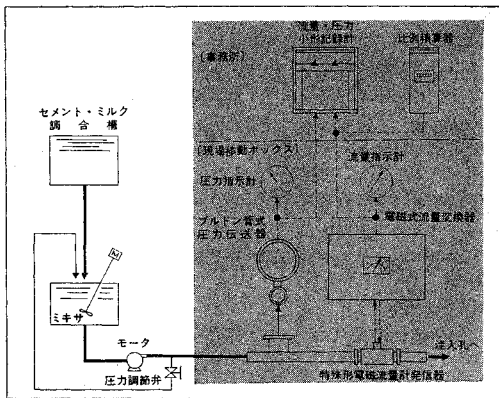 流量・圧力
小形記録計
比例積算器
〔事務所〕
セメント・ミルク
調合槽
〔現場移動ボックス〕
流量指示計
圧力指示計
ブルドン管式
圧力伝送器
電磁式流量変換器
ミキサ
モータ
注入孔へ
圧力調節弁
特殊形電磁流量計発信器